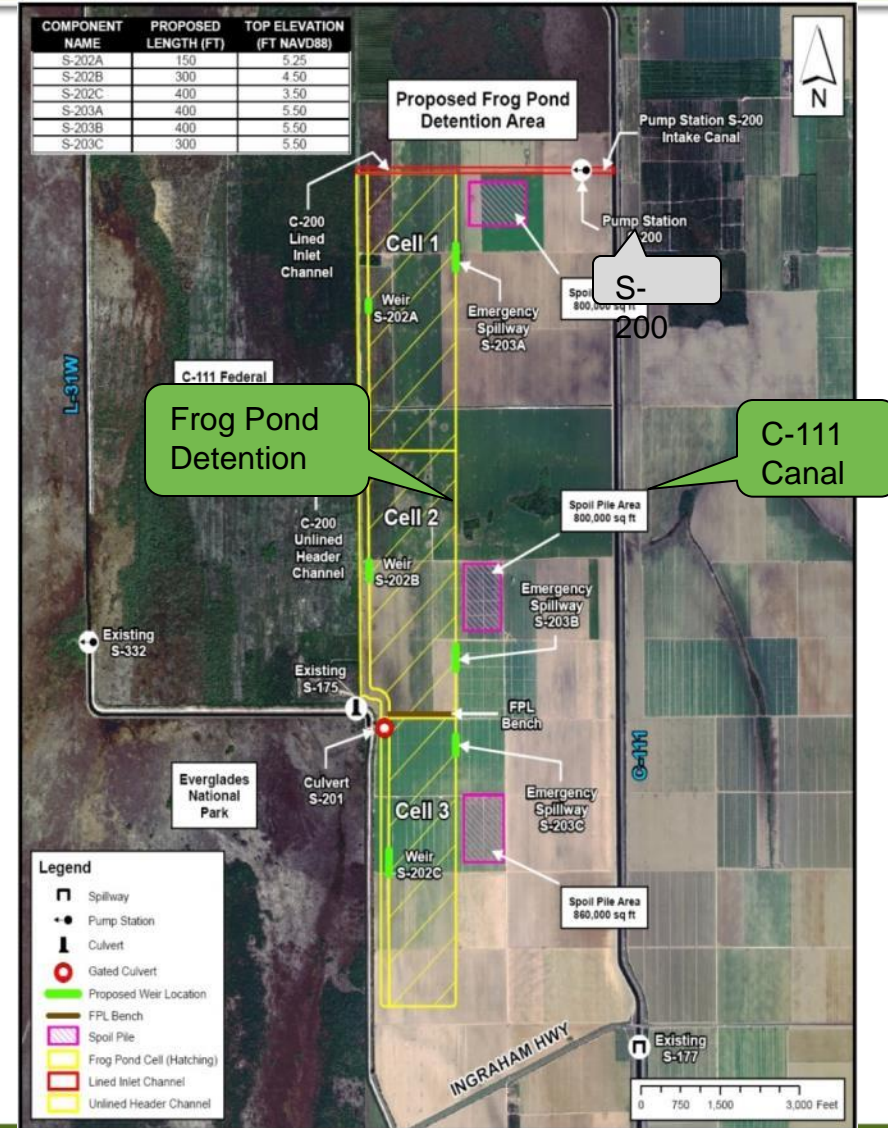 COMPONENT NAME PROPOSED LENGTH (FT) TOP ELEVATION (FT NAVD88)
S-202A 150 5.25
S-202B 300 4.50
S-202C 400 3.50
S-203A 400 5.50
S-203B 400 5.50
S-203C 300 5.50
N
Proposed Frog Pond
Detention Area
Pump Station S-200
Intake Canal
C-200
Lined
Inlet
Channel
Cell 1
Pump Station
200
S-
200
800,000 sq ft
Weir
S-202A
Emergency
Spillway
S-203A
L-31W
C-111 Federal
Frog Pond
Detention
C-111
Canal
Spoil Pile Area
800,000 sq ft
C-200
Unlined
Header
Channel
Cell 2
Weir
S-202B
Emergency
Spillway
S-203B
Existing
S-332
Existing
S-175
FPL
Bench
C-111
Culvert
S-201
Everglades
National
Park
Emergency
Spillway
S-203C
Cell 3
Weir
S-202C
Spoil Pile Area
860,000 sq ft
Legend
Spillway
Pump Station
Culvert
Gated Culvert
Proposed Weir Location
FPL Bench
Spoil Pile
Frog Pond Cell (Hatching)
Lined Inlet Channel
Unlined Header Channel
INGRAHAM HWY
Existing
S-177
0 750 1,500 3,000 Feet